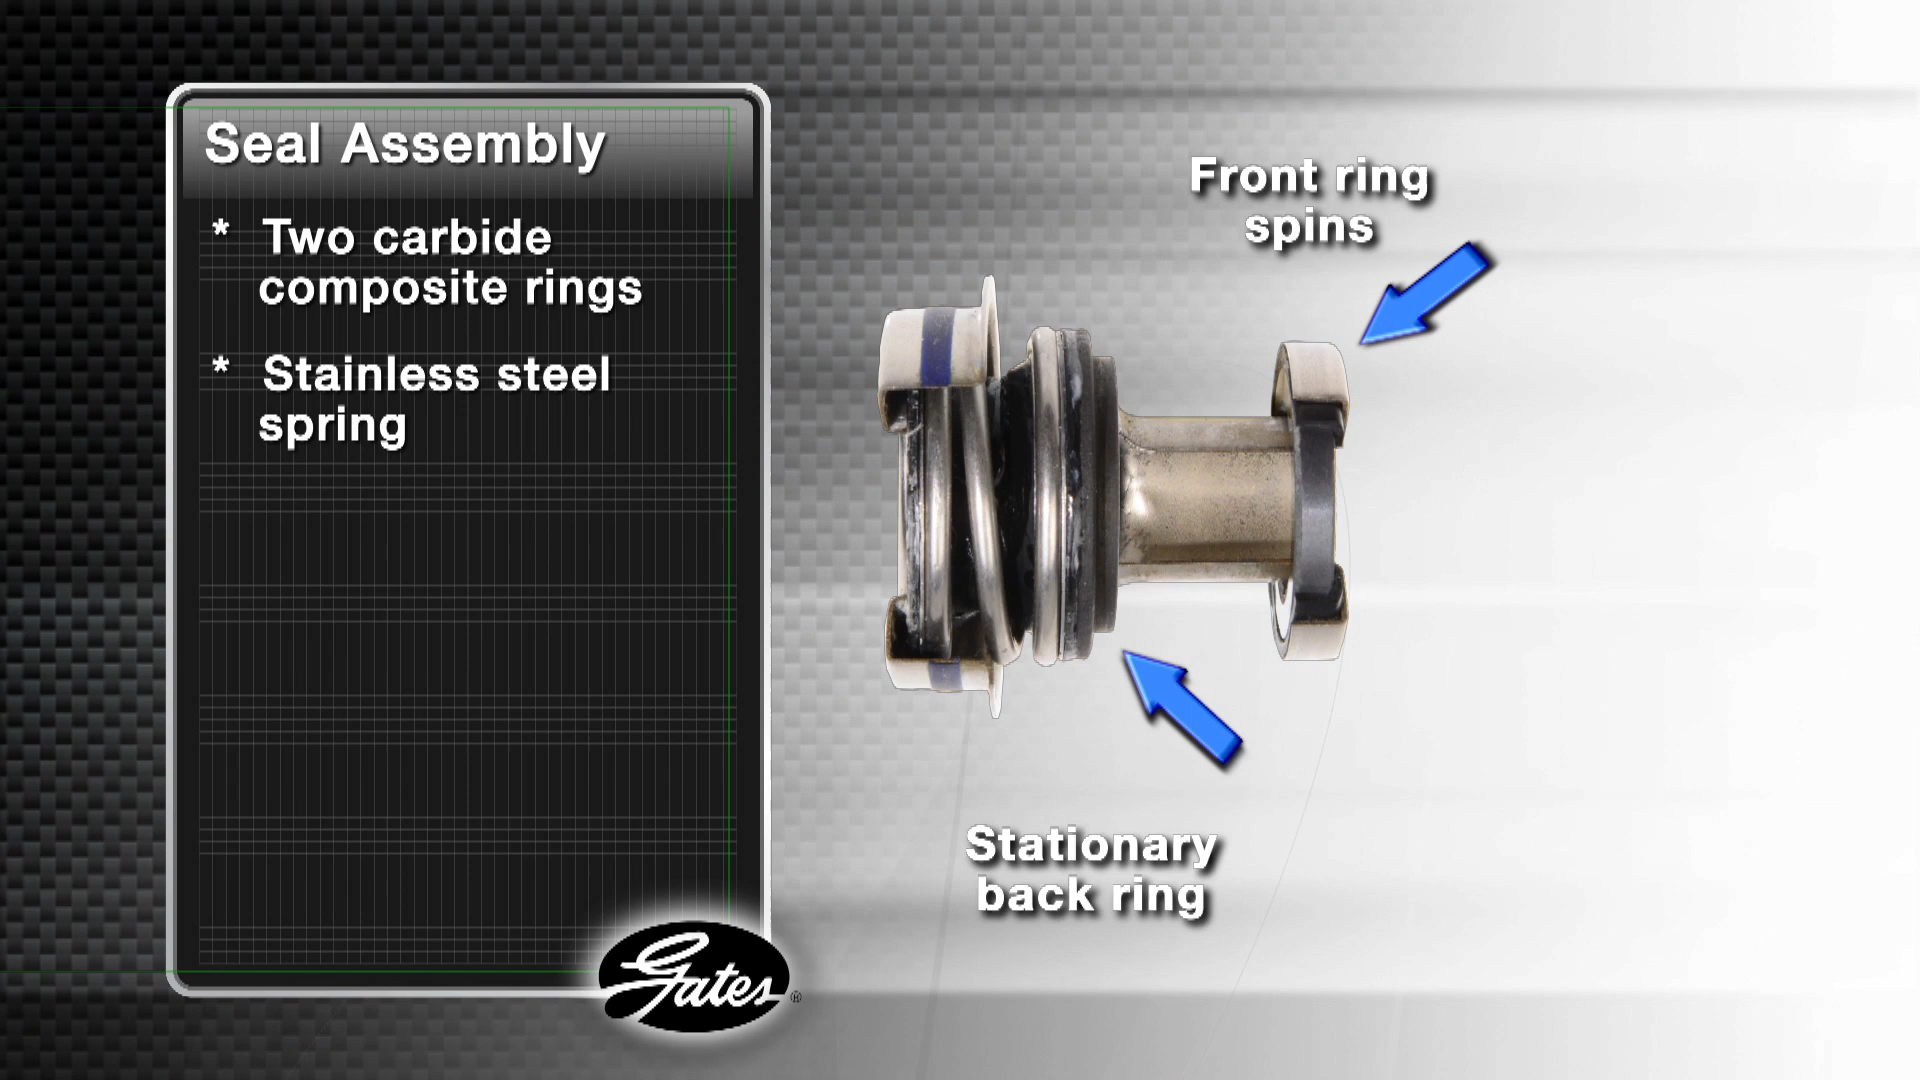 Seal Assembly
* Two carbide
composite rings
* Stainless steel
spring
Front ring
spins
Stationary
back ring
Gates®